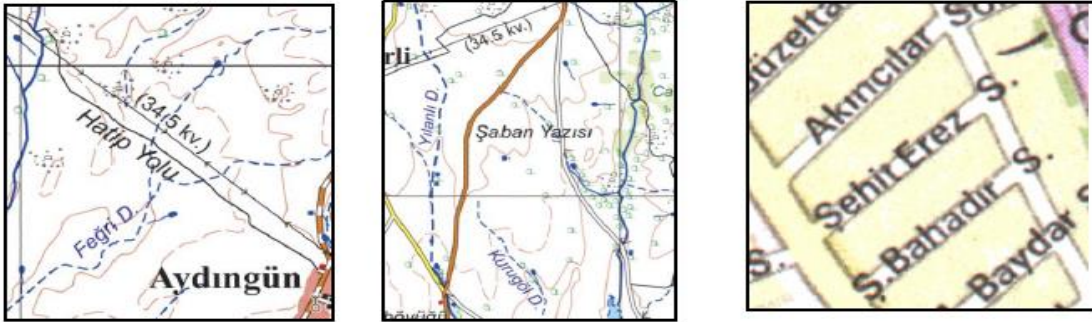 (34,5 kv.)
Hatip Yolu
Feğri D.
Aydıngün
(34,5 kv.)
rli
Yılanlı D.
Şaban Yazısı
Kurugöl D.
Akıncılar
Şehit Erez S.
Ş.Bahadır S.
S.
Baydar